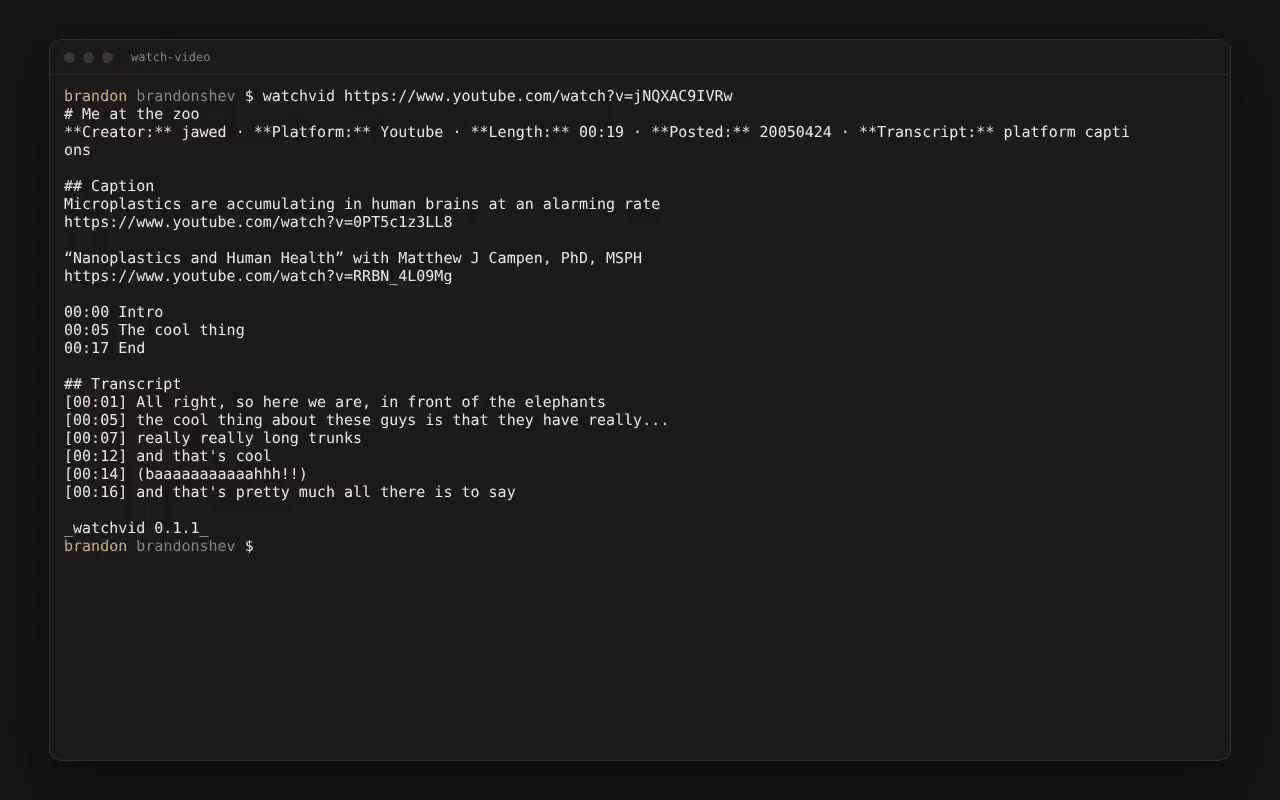 watch-video
brandon brandonshev $ watchvid https://www.youtube.com/watch?v=jNQXAC9IVRw
# Me at the zoo
**Creator:** jawed · **Platform:** Youtube · **Length:** 00:19 · **Posted:** 20050424 · **Transcript:** platform capti
ons
## Caption
Microplastics are accumulating in human brains at an alarming rate
https://www.youtube.com/watch?v=0PT5c1z3LL8
“Nanoplastics and Human Health” with Matthew J Campen, PhD, MSPH
https://www.youtube.com/watch?v=RRBN_4L09Mg
00:00 Intro
00:05 The cool thing
00:17 End
## Transcript
[00:01] All right, so here we are, in front of the elephants
[00:05] the cool thing about these guys is that they have really...
[00:07] really really long trunks
[00:12] and that's cool
[00:14] (baaaaaaaaaaahhh!!)
[00:16] and that's pretty much all there is to say
_watchvid 0.1.1_
brandon brandonshev $